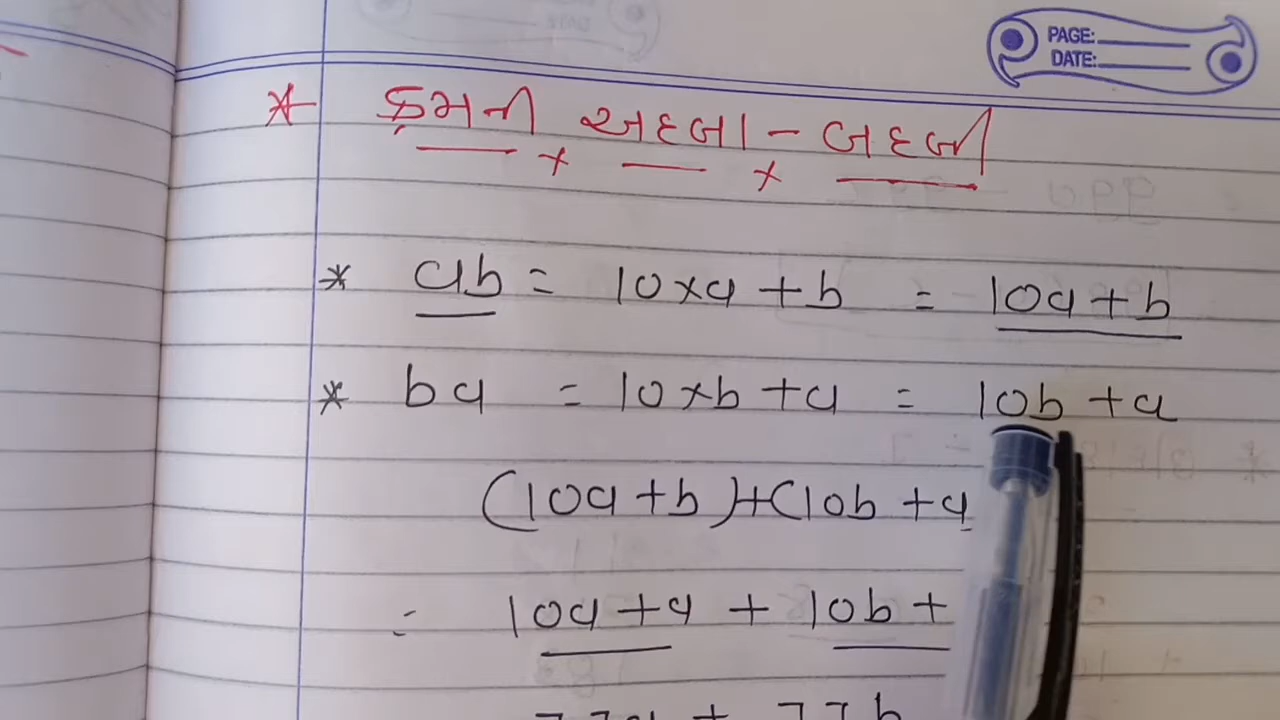 PAGE:
DATE:
* ક્રમની અદલા - બદલી
* ab = 10×a + b = 10a + b
* ba = 10×b + a = 10b + a
(10a + b) + (10b + a
= 10a + a + 10b +